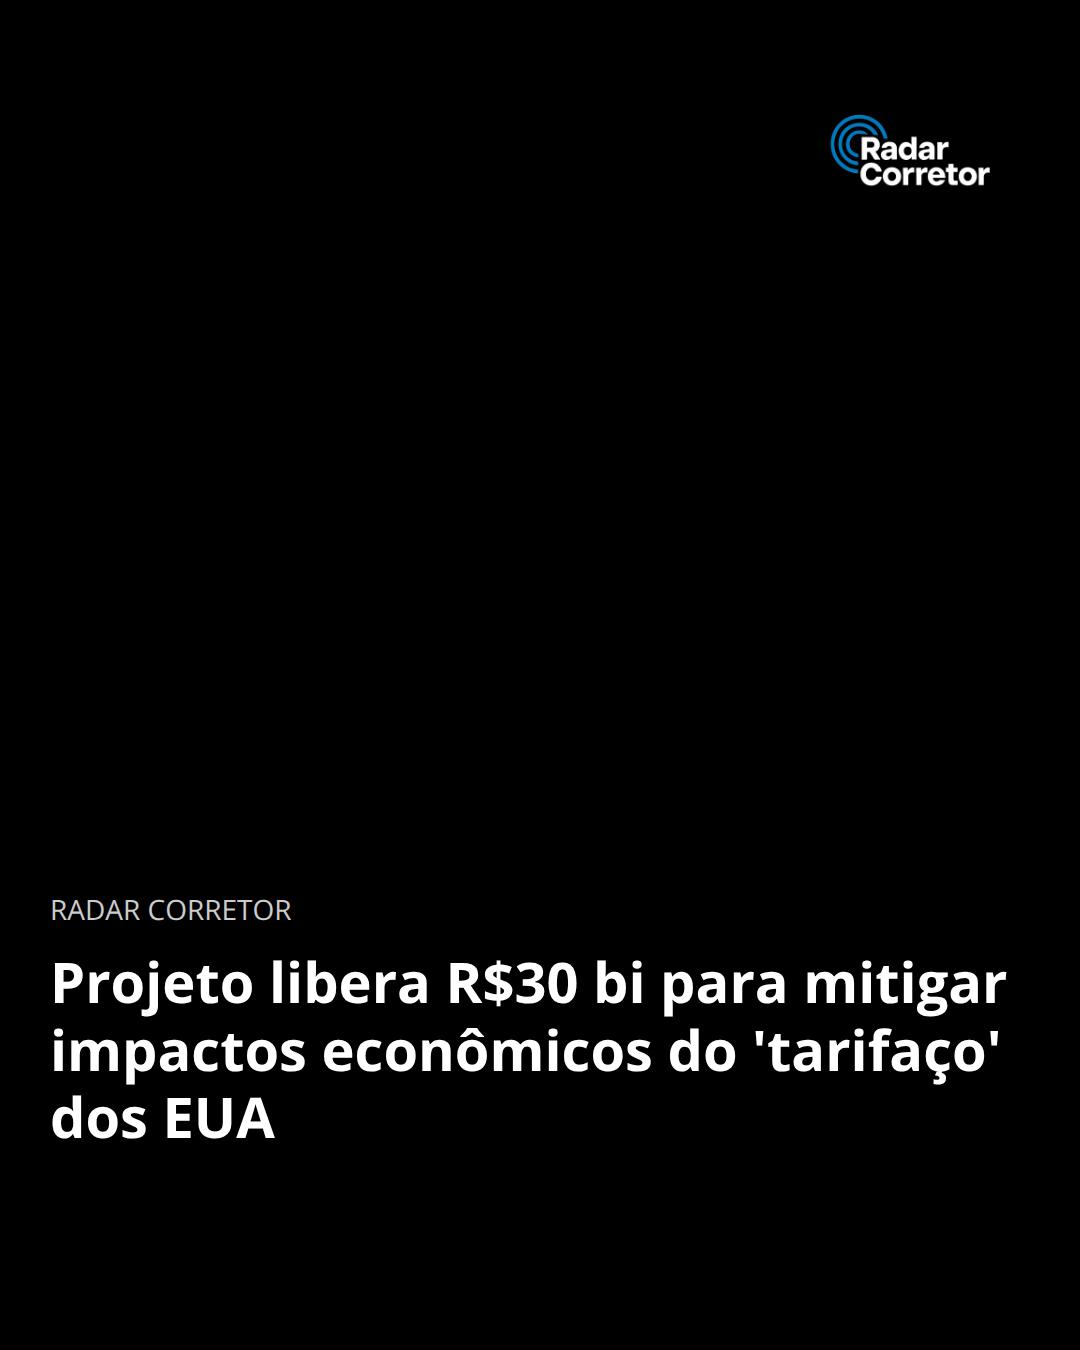 Radar
Corretor
RADAR CORRETOR
Projeto libera R$30 bi para mitigar
impactos econômicos do 'tarifaço'
dos EUA